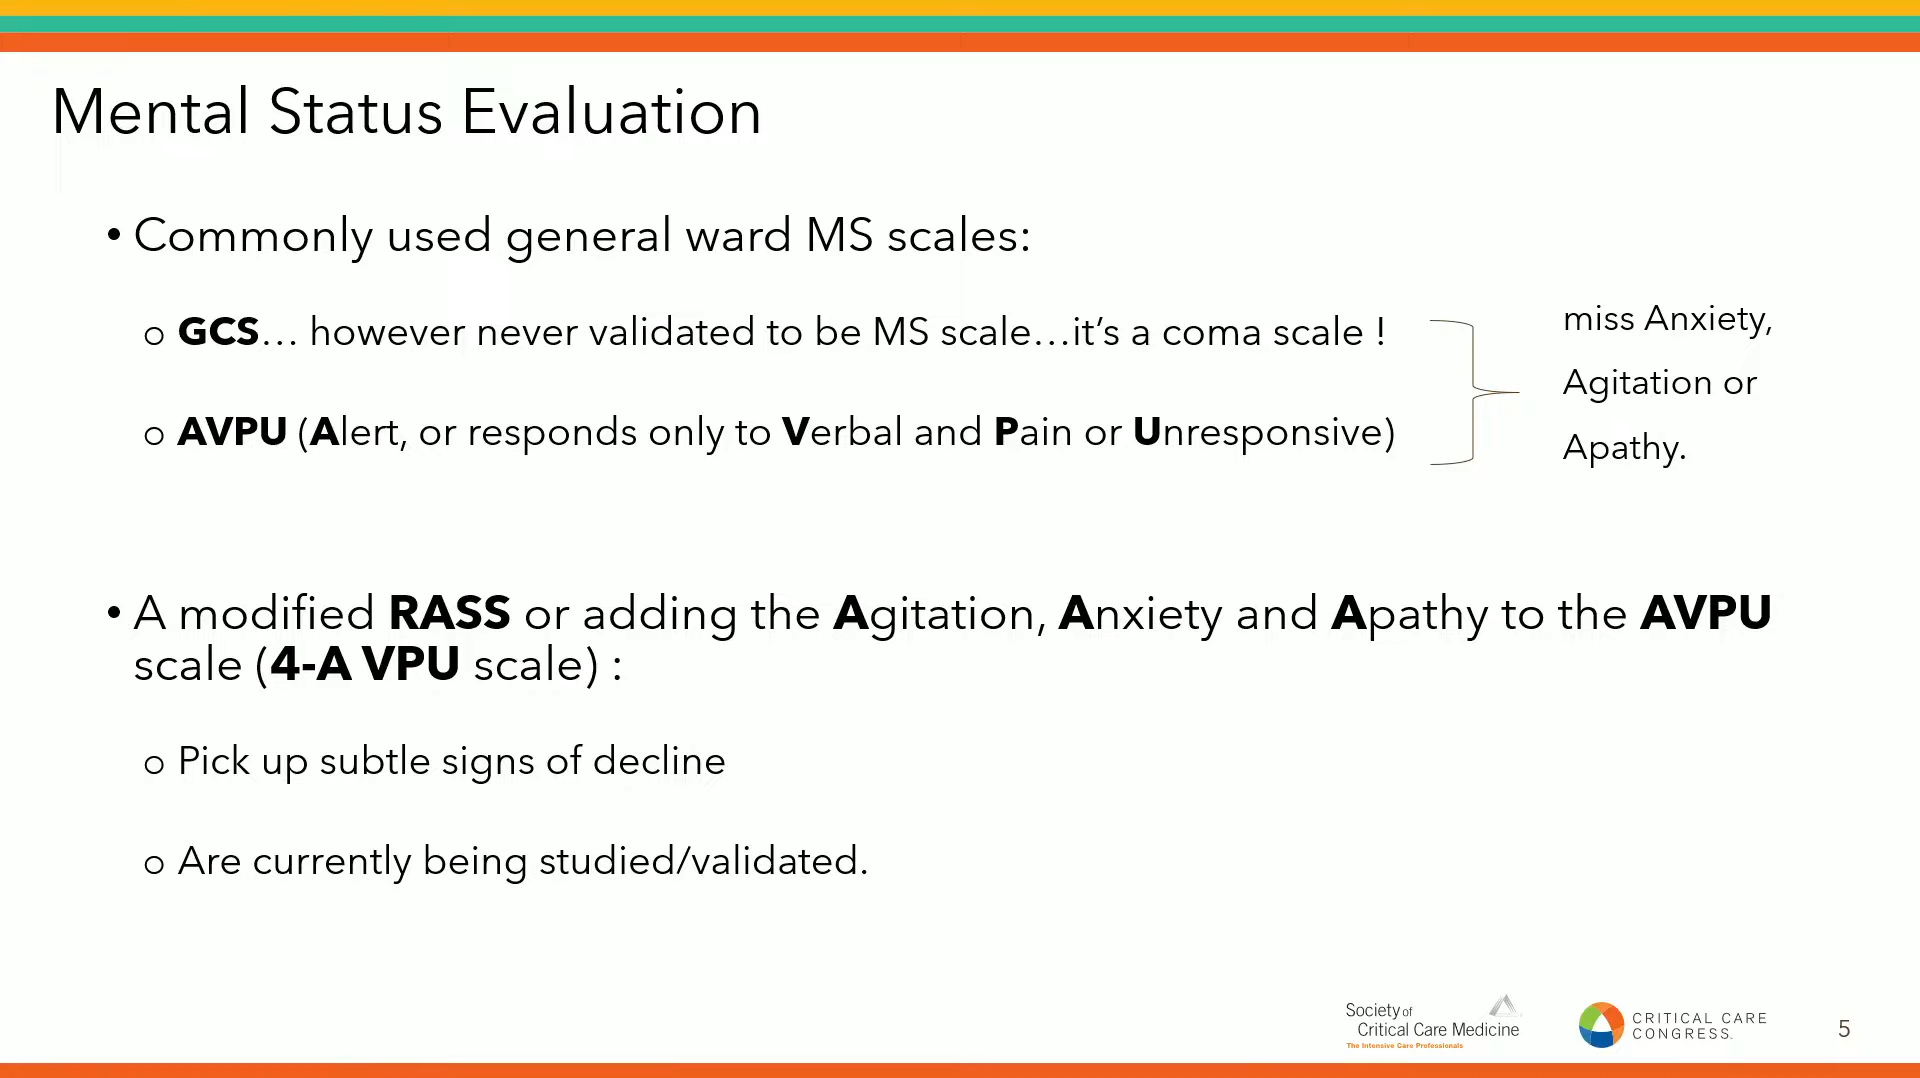 Mental Status Evaluation
• Commonly used general ward MS scales:
o GCS… however never validated to be MS scale…it’s a coma scale !
o AVPU (Alert, or responds only to Verbal and Pain or Unresponsive)
miss Anxiety,
Agitation or
Apathy.
• A modified RASS or adding the Agitation, Anxiety and Apathy to the AVPU
scale (4-A VPU scale) :
o Pick up subtle signs of decline
o Are currently being studied/validated.
Society of
Critical Care Medicine
The Intensive Care Professionals
CRITICAL CARE
CONGRESS.
5